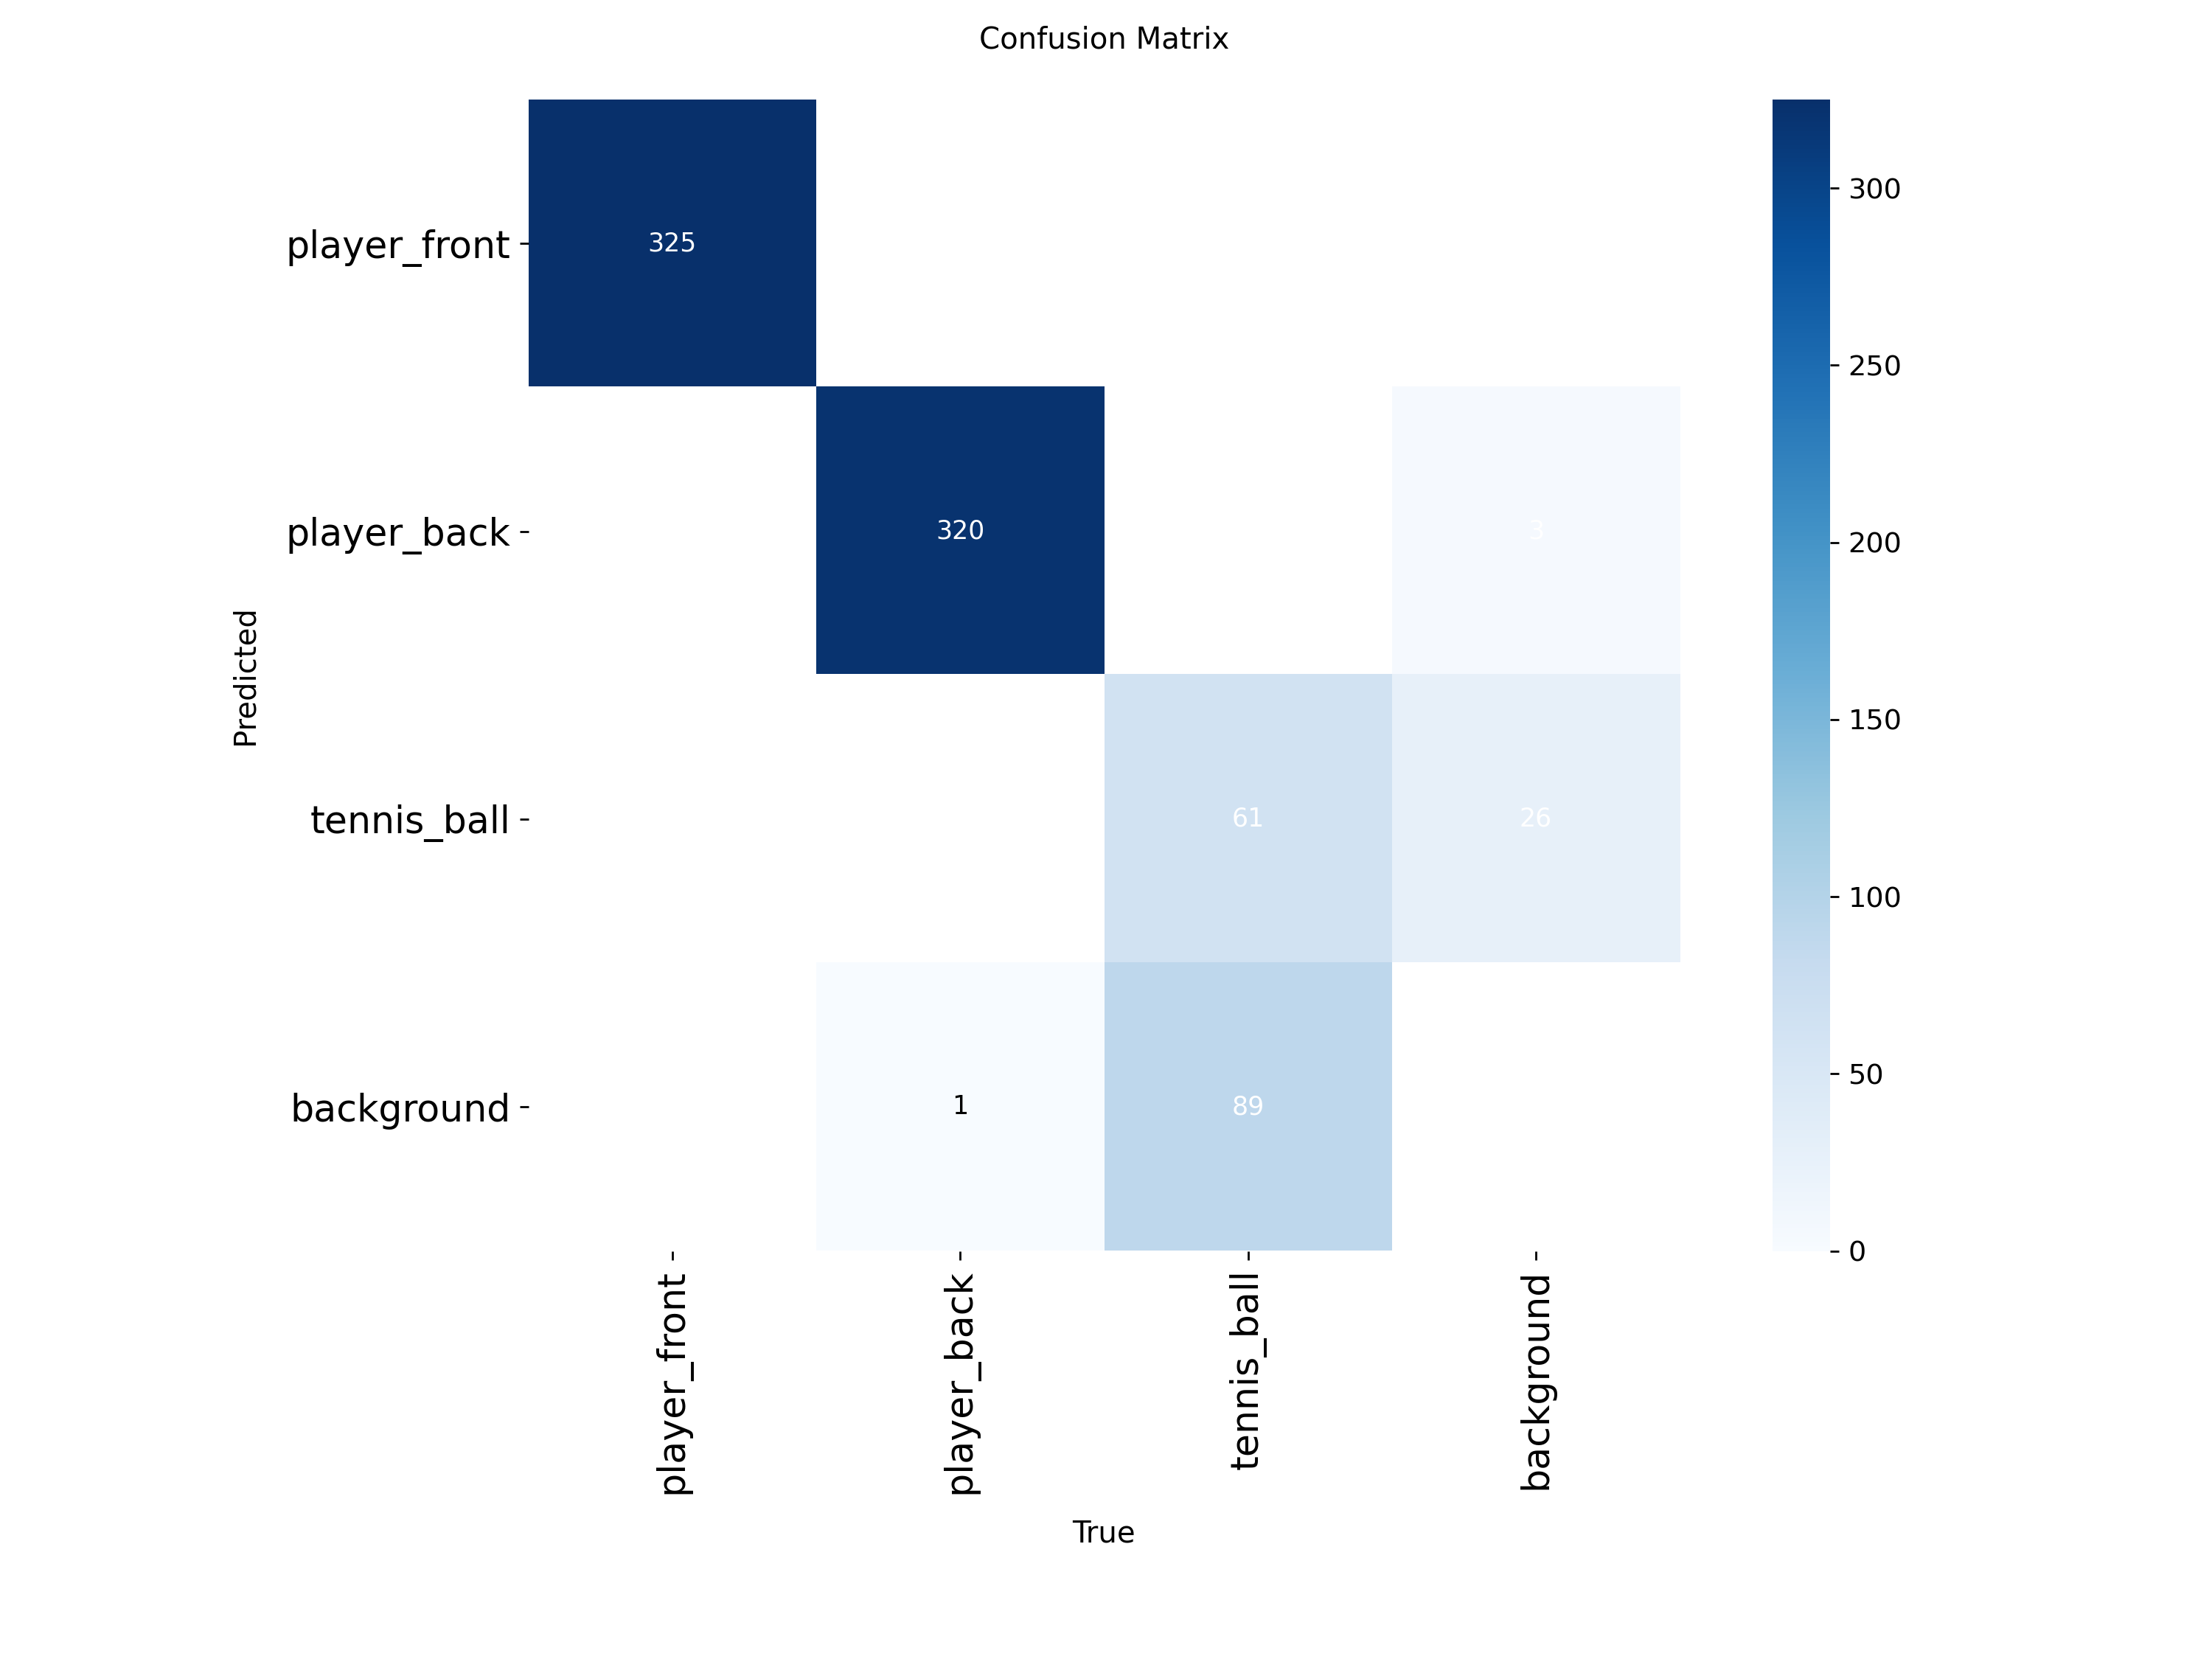 Confusion Matrix
player_front
player_back
tennis_ball
background
Predicted
325
320
3
61
26
1
89
player_front
player_back
tennis_ball
background
True
300
250
200
150
100
50
0